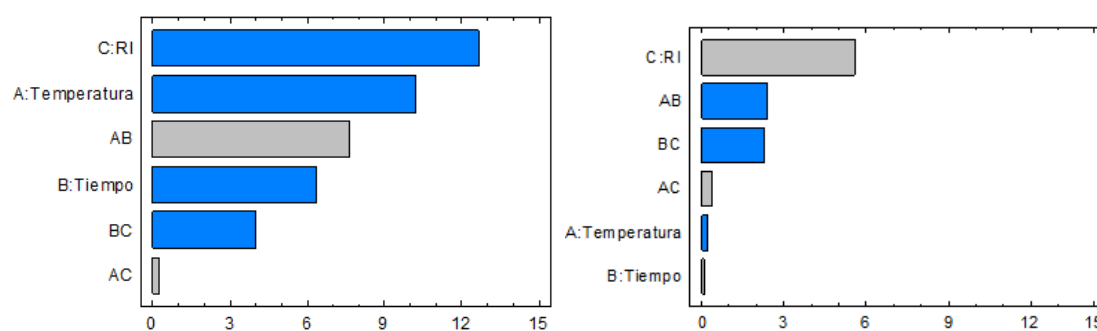 C:RI
A:Temperatura
AB
B:Tiempo
BC
AC
0 3 6 9 12 15
C:RI
AB
BC
AC
A:Temperatura
B:Tiempo
0 3 6 9 12 15